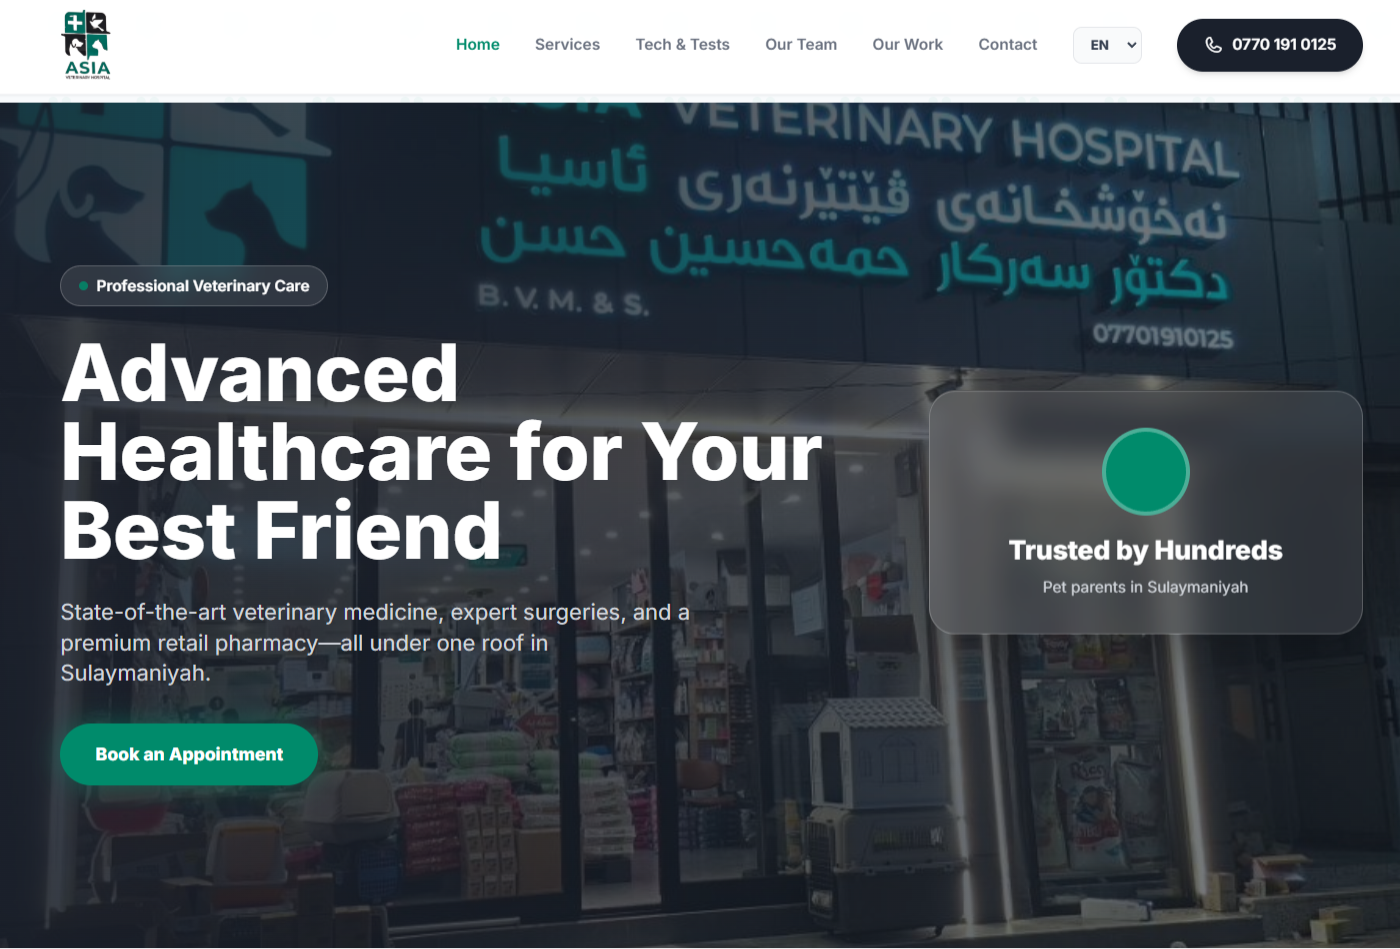 ASIA
VETERINARY HOSPITAL
Home
Services
Tech & Tests
Our Team
Our Work
Contact
EN
0770 191 0125
ASIA VETERINARY HOSPITAL
نەخۆشخانەی ڤێتێرنەری ئاسیا
دکتۆر سەرکار حمەحسین حسن
B. V. M. & S.
07701910125
Professional Veterinary Care
Advanced
Healthcare for Your
Best Friend
State-of-the-art veterinary medicine, expert surgeries, and a
premium retail pharmacy—all under one roof in
Sulaymaniyah.
Book an Appointment
Trusted by Hundreds
Pet parents in Sulaymaniyah